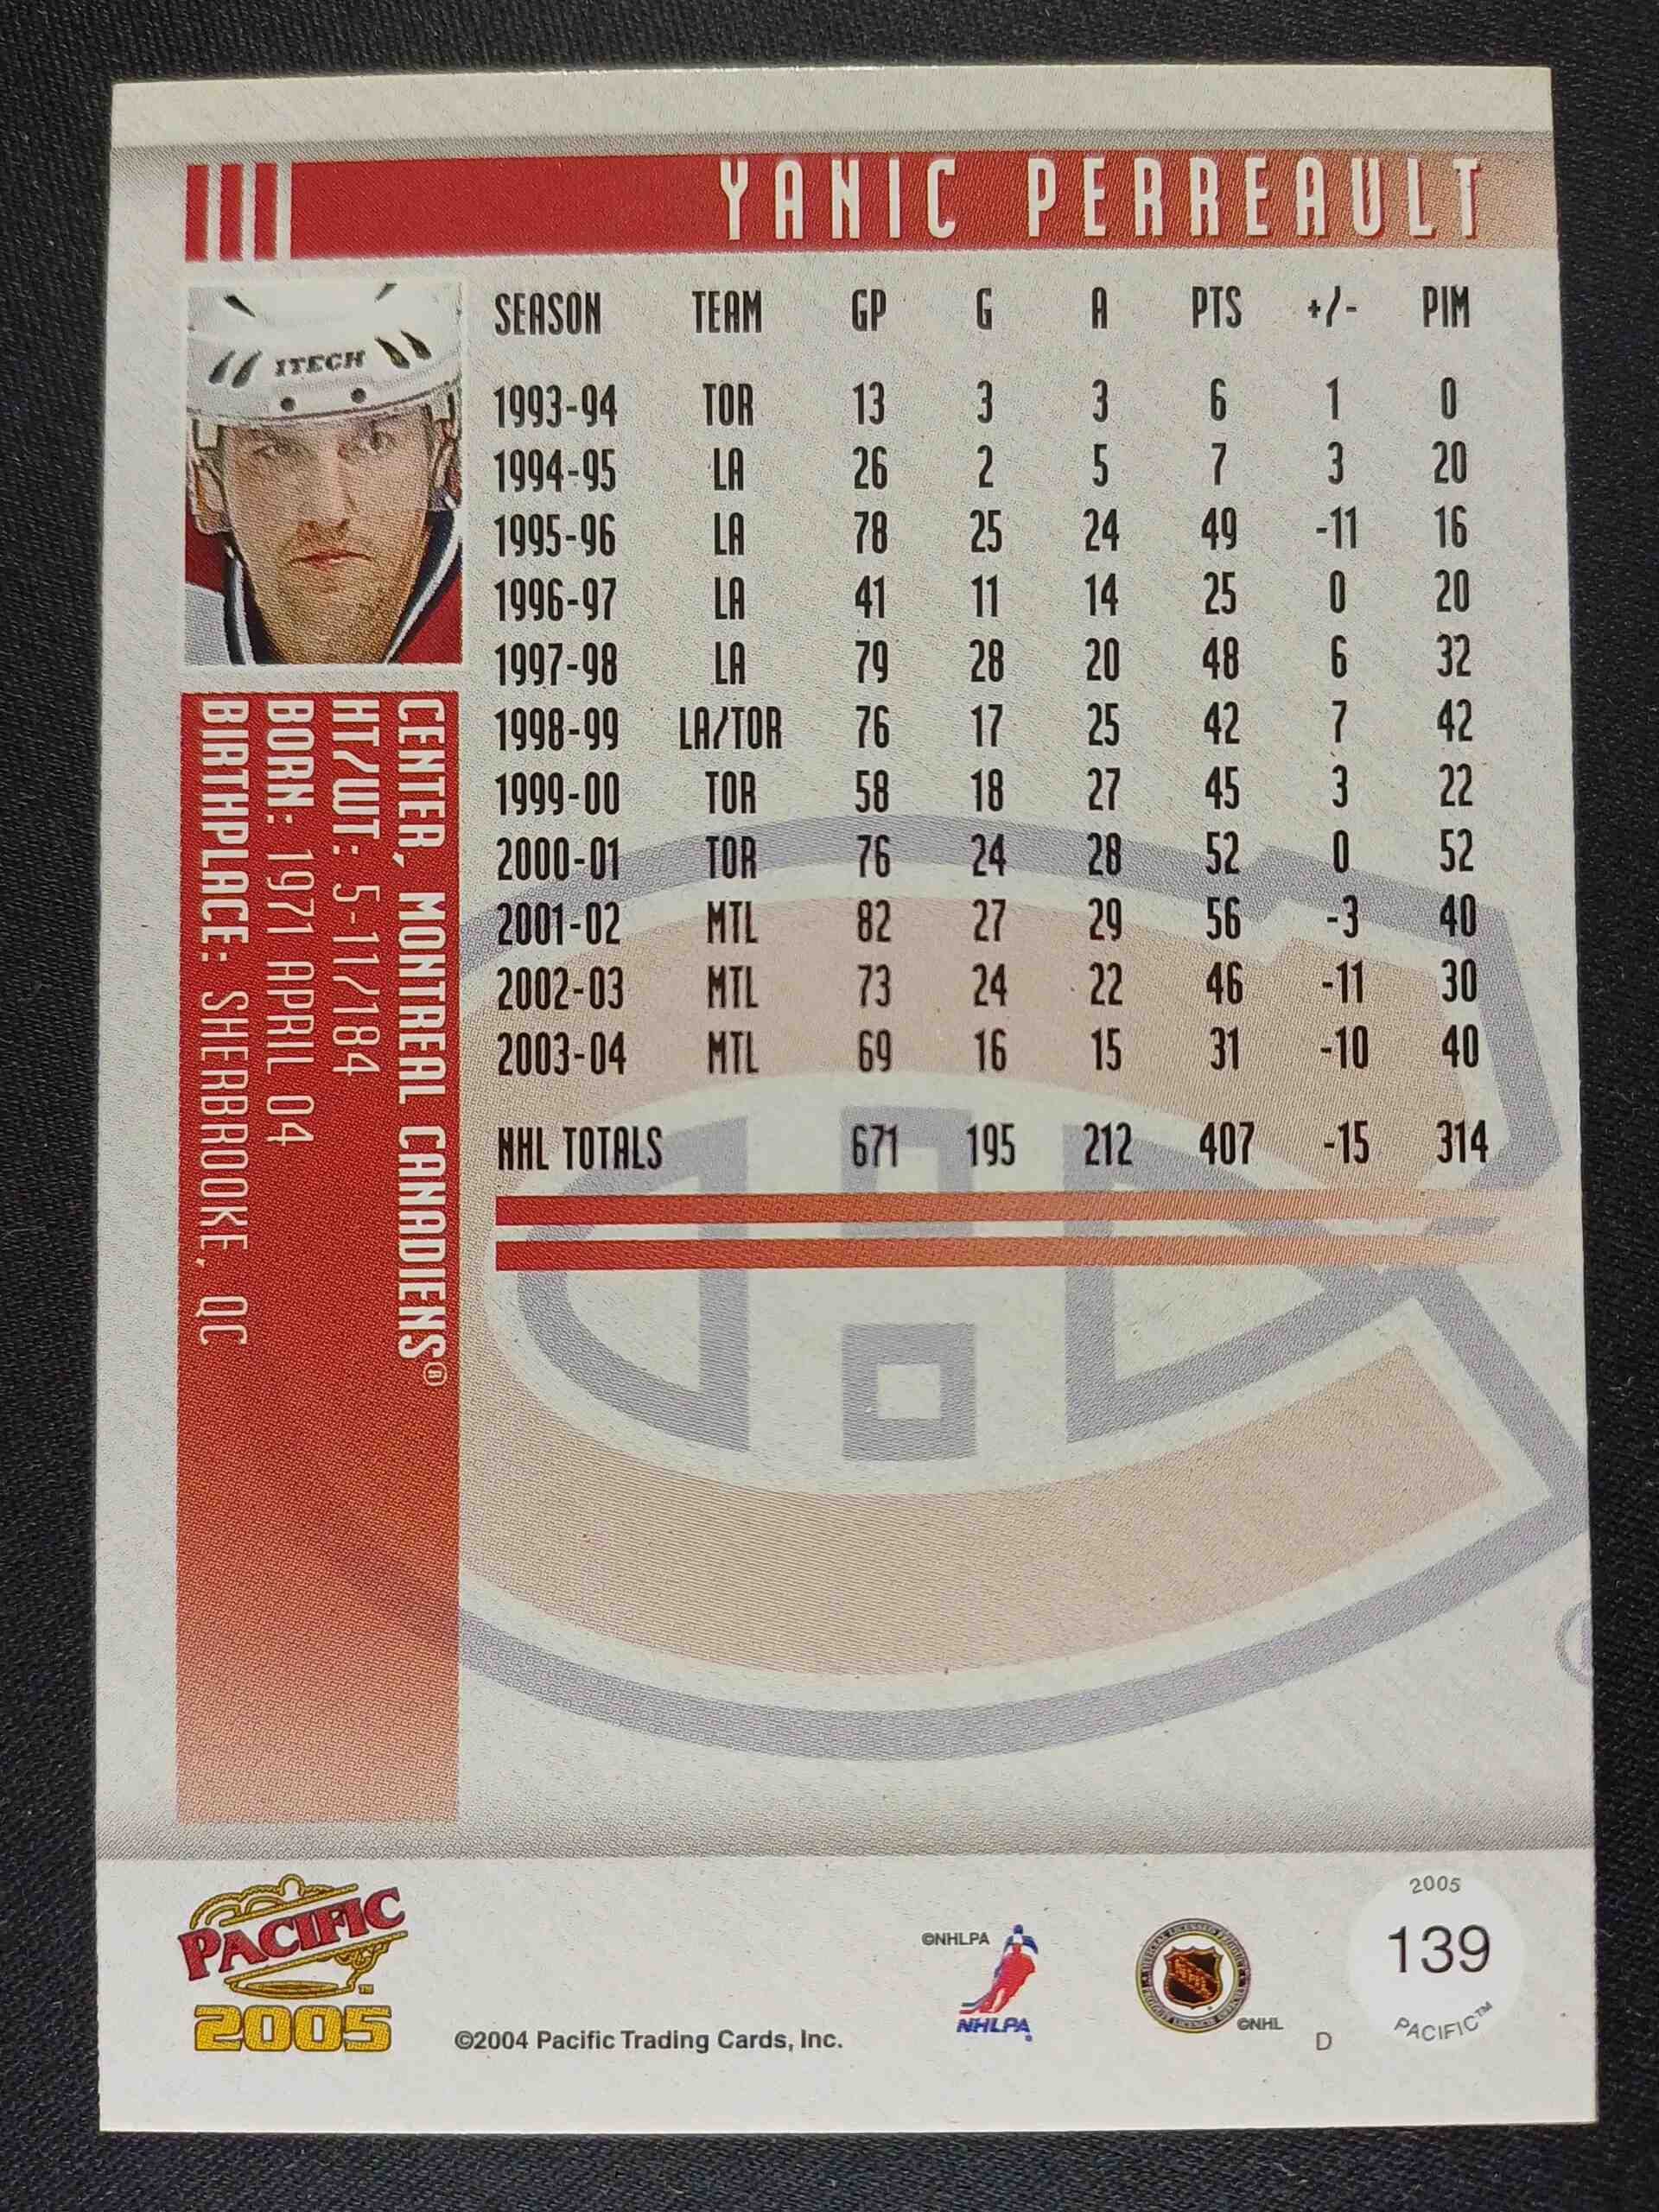 YANIC PERREAULT
ITECH
SEASON TEAM GP G A PTS +/- PIM
1993-94 TOR 13 3 3 6 1 0
1994-95 LA 26 2 5 7 3 20
1995-96 LA 78 25 24 49 -11 16
1996-97 LA 41 11 14 25 0 20
1997-98 LA 79 28 20 48 6 32
1998-99 LA/TOR 76 17 25 42 7 42
1999-00 TOR 58 18 27 45 3 22
2000-01 TOR 76 24 28 52 0 52
2001-02 MTL 82 27 29 56 -3 40
2002-03 MTL 73 24 22 46 -11 30
2003-04 MTL 69 16 15 31 -10 40
NHL TOTALS 671 195 212 407 -15 314
CENTER, MONTREAL CANADIENS®
HT/WT: 5-11/184
BORN: 1971 APRIL 04
BIRTHPLACE: SHERBROOKE, QC
PACIFIC™
2005
©2004 Pacific Trading Cards, Inc.
©NHLPA
NHLPA
©NHL
D
2005
139
PACIFIC™